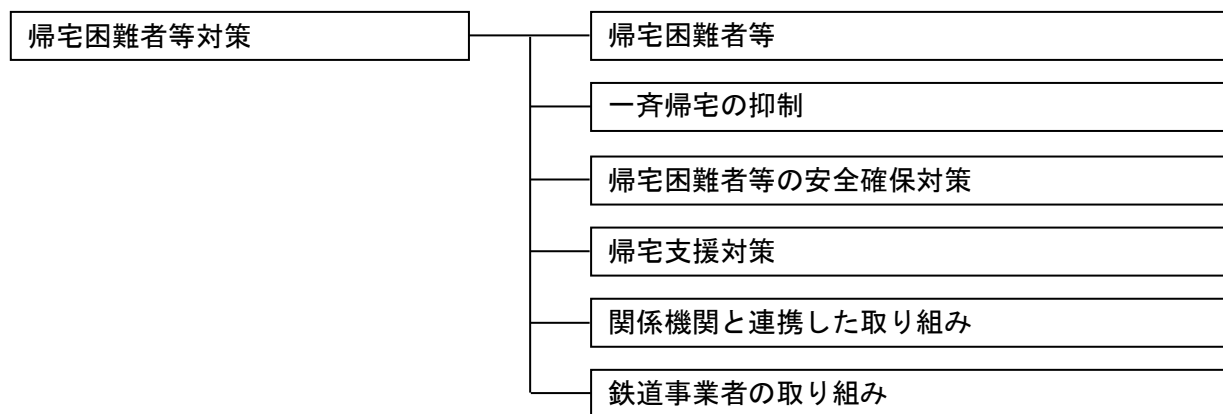 帰宅困難者等対策
帰宅困難者等
一斉帰宅の抑制
帰宅困難者等の安全確保対策
帰宅支援対策
関係機関と連携した取り組み
鉄道事業者の取り組み